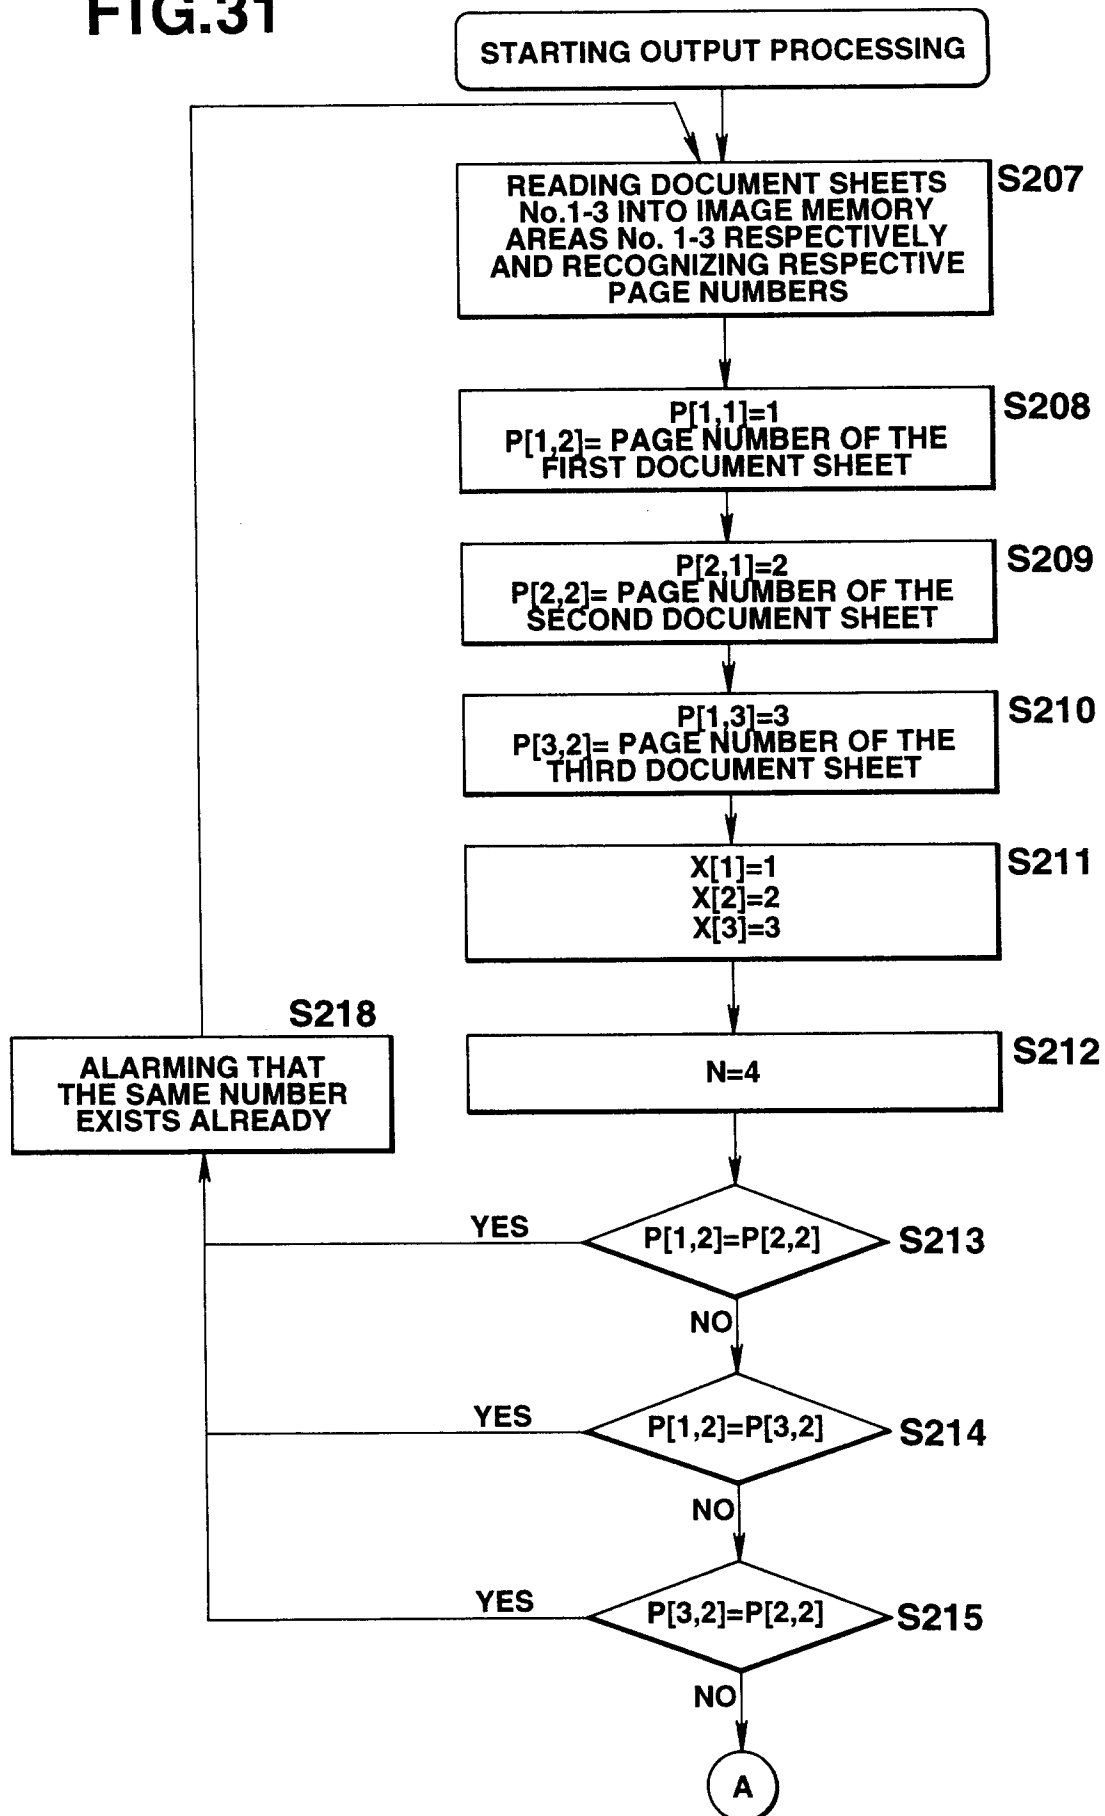 FIG.31
STARTING OUTPUT PROCESSING
READING DOCUMENT SHEETS
No.1-3 INTO IMAGE MEMORY
AREAS No. 1-3 RESPECTIVELY
AND RECOGNIZING RESPECTIVE
PAGE NUMBERS
S207
P[1,1]=1
P[1,2]= PAGE NUMBER OF THE
FIRST DOCUMENT SHEET
S208
P[2,1]=2
P[2,2]= PAGE NUMBER OF THE
SECOND DOCUMENT SHEET
S209
P[1,3]=3
P[3,2]= PAGE NUMBER OF THE
THIRD DOCUMENT SHEET
S210
X[1]=1
X[2]=2
X[3]=3
S211
S218
ALARMING THAT
THE SAME NUMBER
EXISTS ALREADY
N=4
S212
YES
P[1,2]=P[2,2]
S213
NO
YES
P[1,2]=P[3,2]
S214
NO
YES
P[3,2]=P[2,2]
S215
NO
A